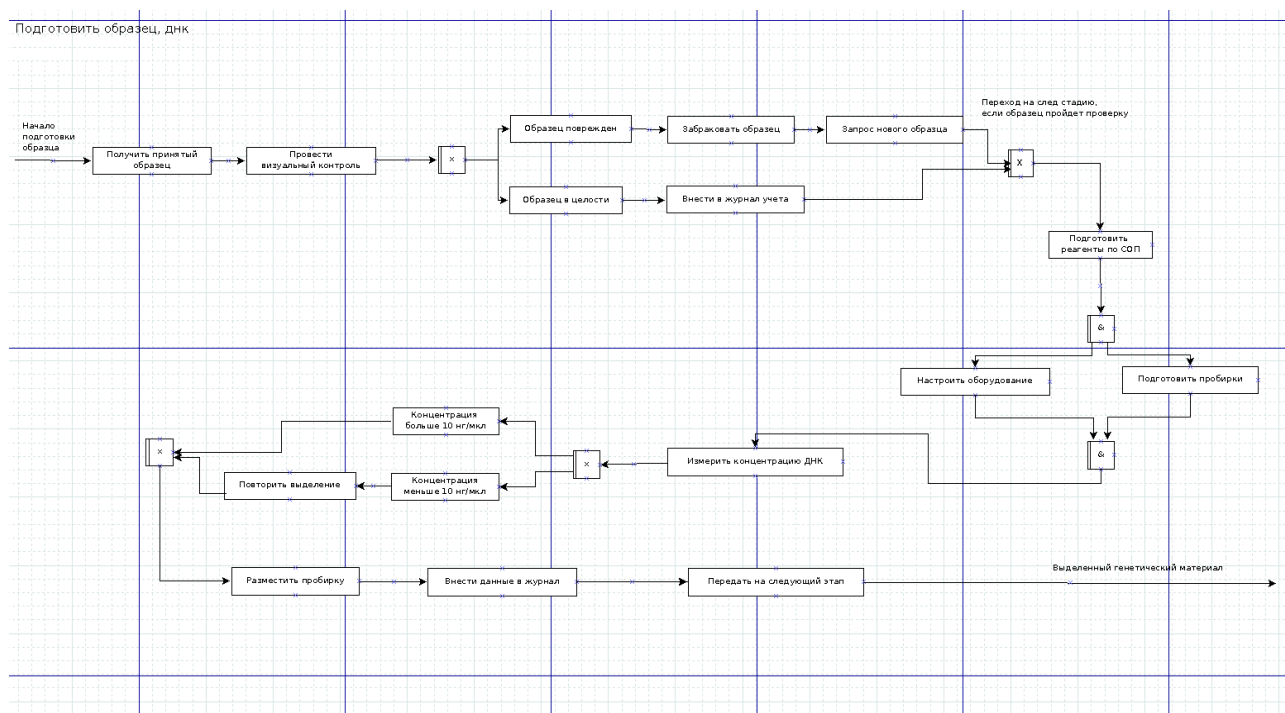 Подготовить образец, днк
Начало
подготовки
образца
Получить принятый
образец
Провести
визуальный контроль
×
Образец поврежден
Забраковать образец
Запрос нового образца
Переход на след стадию,
если образец пройдет проверку
Образец в целости
Внести в журнал учета
X
Подготовить
реагенты по СОП
&
Настроить оборудование
Подготовить пробирки
&
Измерить концентрацию ДНК
×
Концентрация
больше 10 нг/мкл
Концентрация
меньше 10 нг/мкл
Повторить выделение
×
Разместить пробирку
Внести данные в журнал
Передать на следующий этап
Выделенный генетический материал